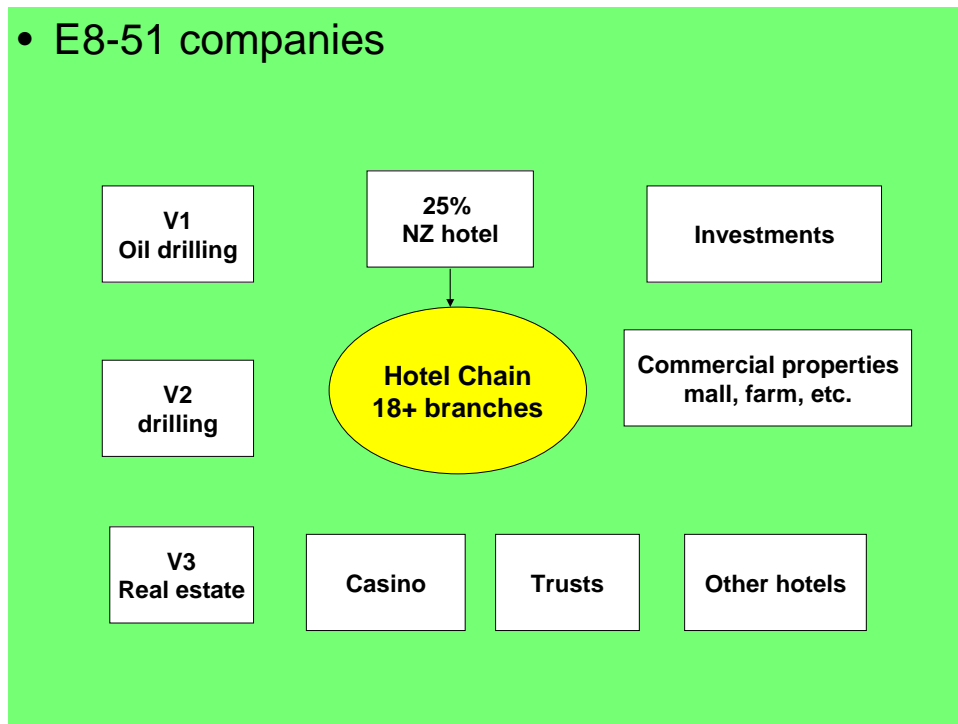 • E8-51 companies
V1
Oil drilling
25%
NZ hotel
Investments
V2
drilling
Hotel Chain
18+ branches
Commercial properties
mall, farm, etc.
V3
Real estate
Casino
Trusts
Other hotels